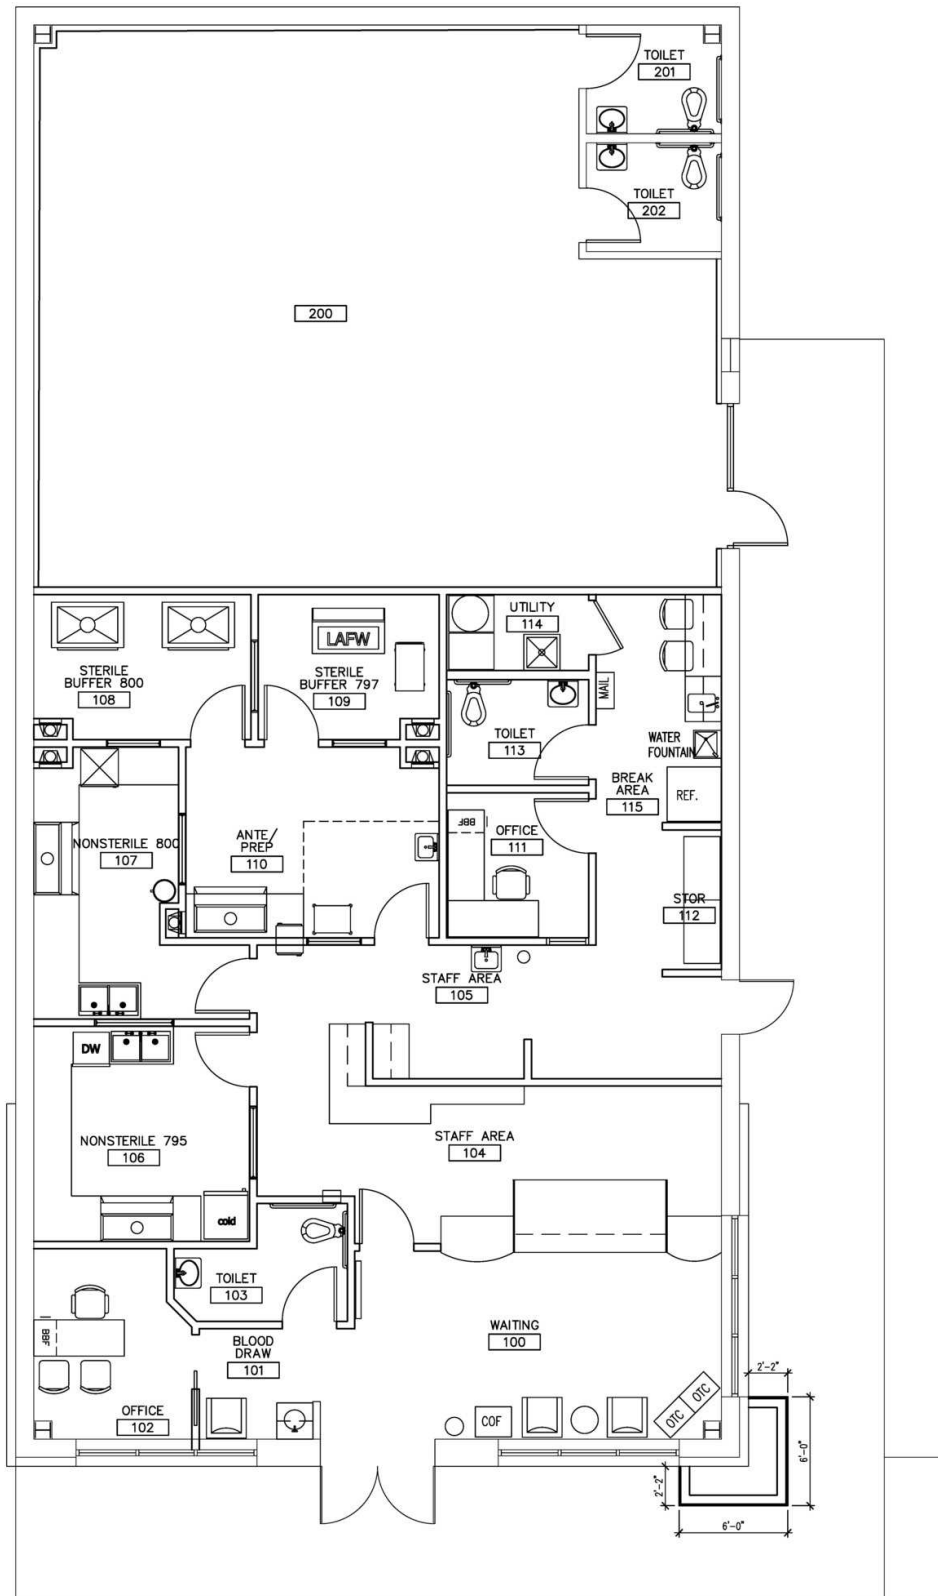 TOILET
201
TOILET
202
200
UTILITY
114
LAFW
STERILE
BUFFER 800
108
STERILE
BUFFER 797
109
MAIL
TOILET
113
WATER
FOUNTAIN
BREAK
AREA
115
REF.
BBF
OFFICE
111
ANTE/
PREP
110
NONSTERILE 800
107
STOR
112
STAFF AREA
105
DW
NONSTERILE 795
106
STAFF AREA
104
cold
TOILET
103
WAITING
100
BBF
BLOOD
DRAW
101
OFFICE
102
COF
OTC
OTC
2'-2"
6'-0"
2'-2"
6'-0"